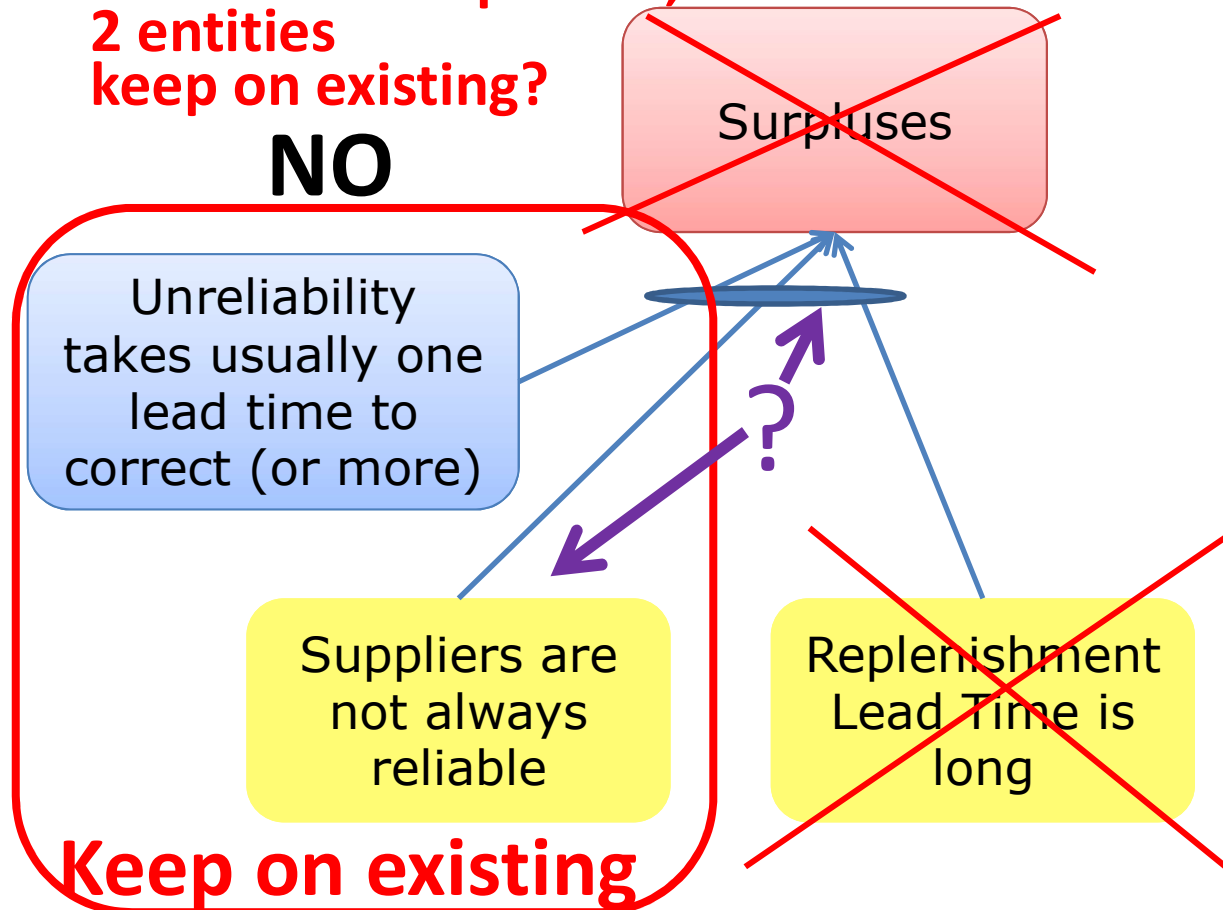 2 entities
keep on existing?
NO
Surpluses
Unreliability
takes usually one
lead time to
correct (or more)
?
Suppliers are
not always
reliable
Replenishment
Lead Time is
long
Keep on existing